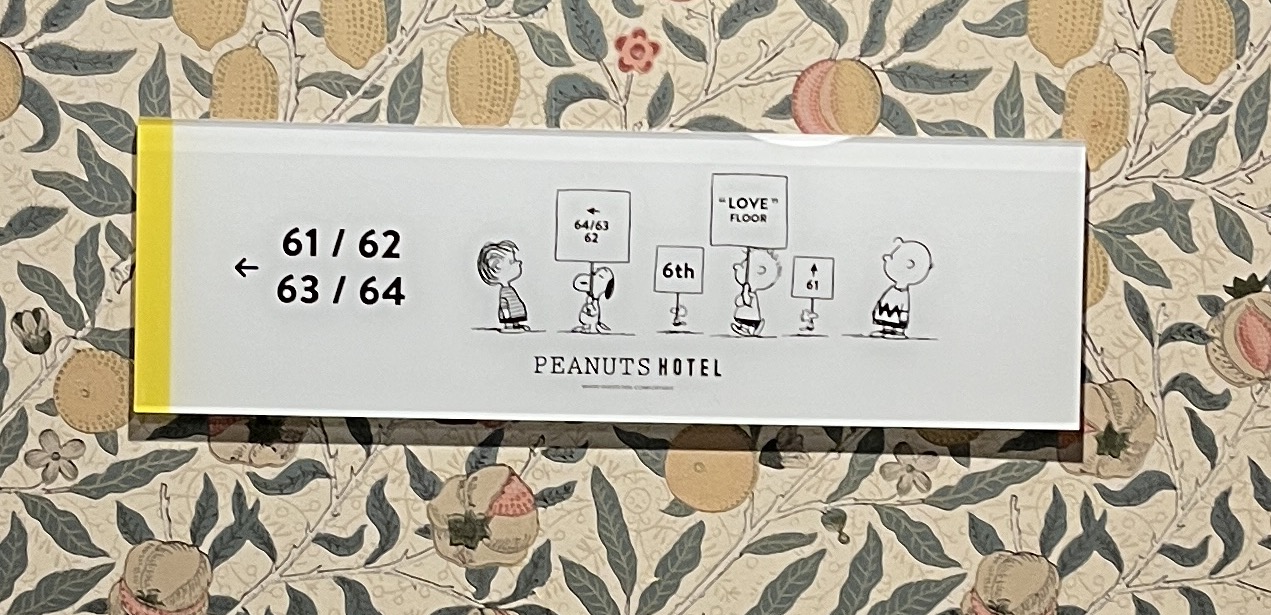 ← 61 / 62
63 / 64
←
64/63
62
6th
“LOVE”
FLOOR
↑
61
PEANUTS HOTEL